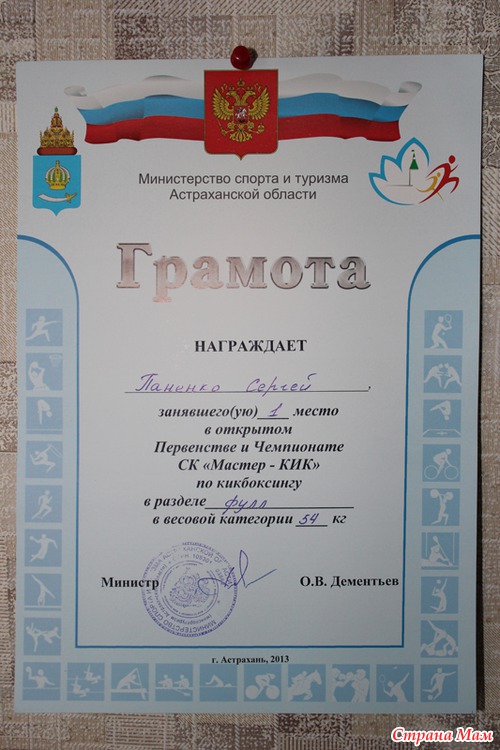 Министерство спорта и туризма
Астраханской области
Грамота
НАГРАЖДАЕТ
Паненко Сергей,
занявшего(ую) 1 место
в открытом
Первенстве и Чемпионате
СК «Мастер - КИК»
по кикбоксингу
в разделе фулл
в весовой категории 54 кг
Министр О.В. Дементьев
г. Астрахань, 2013
Страна Мам